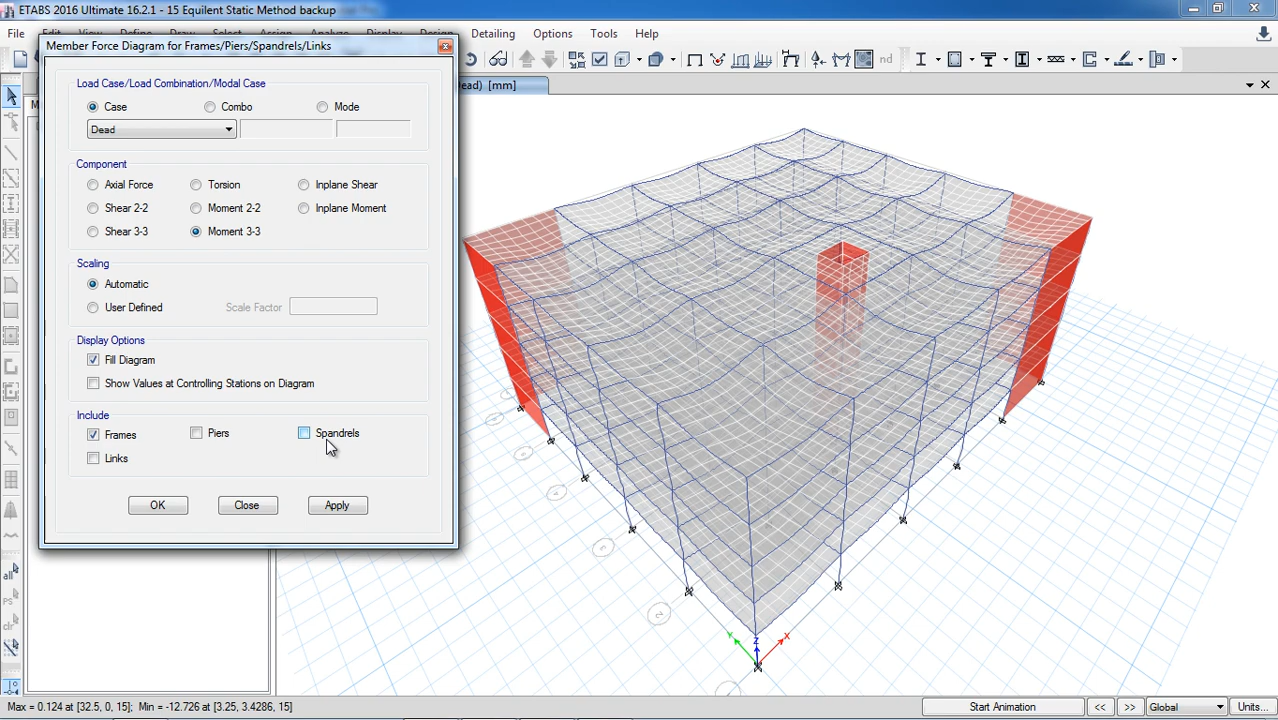 ETABS 2016 Ultimate 16.2.1 - 15 Equilent Static Method backup
File
Display
Detailing
Options
Tools
Help
Member Force Diagram for Frames/Piers/Spandrels/Links
nd
ead) [mm]
Load Case/Load Combination/Modal Case
Case
Combo
Mode
Dead
Component
Axial Force
Torsion
Inplane Shear
Shear 2-2
Moment 2-2
Inplane Moment
Shear 3-3
Moment 3-3
Scaling
Automatic
User Defined
Scale Factor
Display Options
Fill Diagram
Show Values at Controlling Stations on Diagram
Include
Frames
Piers
Spandrels
Links
OK
Close
Apply
all
ps
clr
Y
Z
X
Max = 0.124 at [32.5, 0, 15]; Min = -12.726 at [3.25, 3.4286, 15]
Start Animation
<<
>>
Global
Units...